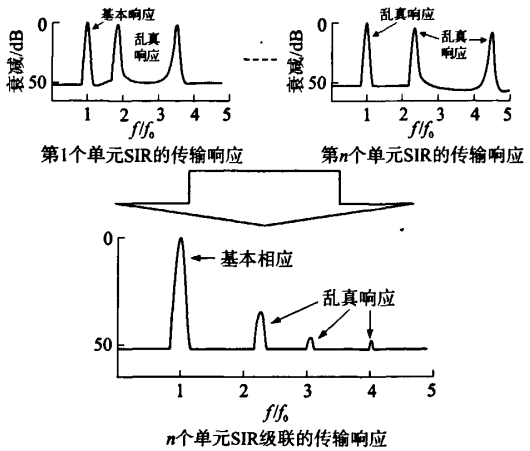 基本响应
乱真
响应
衰减/dB
0
50
1 2 3 4 5
f/f₀
第1个单元SIR的传输响应
乱真响应
乱真
响应
衰减/dB
0
50
1 2 3 4 5
f/f₀
第n个单元SIR的传输响应
0
基本相应
乱真响应
50
1 2 3 4 5
f/f₀
n个单元SIR级联的传输响应